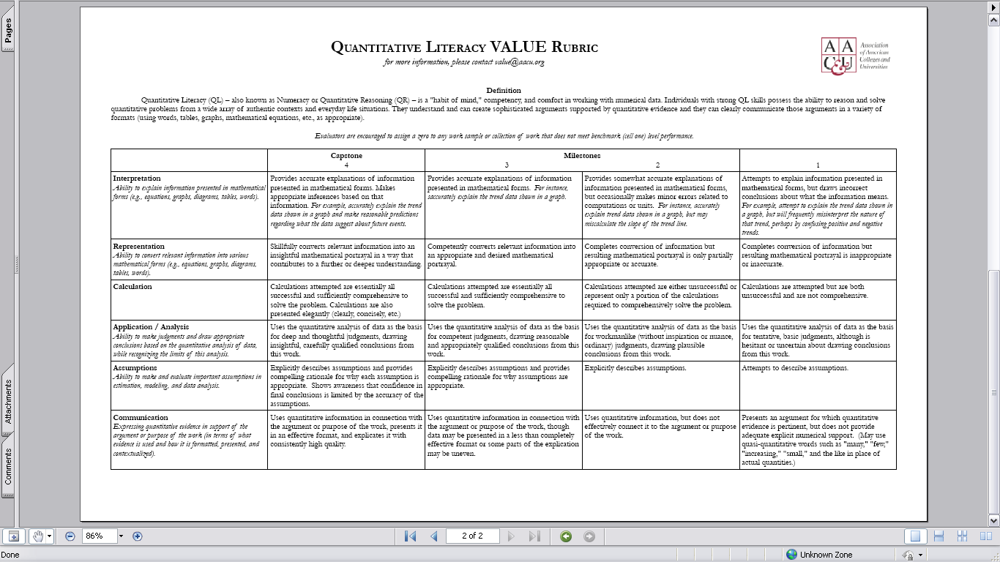 Pages
Attachments
Comments
QUANTITATIVE LITERACY VALUE RUBRIC
for more information, please contact value@aacu.org
A A
C & U
Association
of American
Colleges and
Universities
Definition
Quantitative Literacy (QL) – also known as Numeracy or Quantitative Reasoning (QR) – is a "habit of mind," competency, and comfort in working with numerical data. Individuals with strong QL skills possess the ability to reason and solve
quantitative problems from a wide array of authentic contexts and everyday life situations. They understand and can create sophisticated arguments supported by quantitative evidence and they can clearly communicate those arguments in a variety of
formats (using words, tables, graphs, mathematical equations, etc., as appropriate).
Evaluators are encouraged to assign a zero to any work sample or collection of work that does not meet benchmark (cell one) level performance.
Capstone
4
Milestones
3 2
1
Interpretation
Ability to explain information presented in mathematical
forms (e.g., equations, graphs, diagrams, tables, words).
Provides accurate explanations of information
presented in mathematical forms. Makes
appropriate inferences based on that
information. For example, accurately explain the trend
data shown in a graph and make reasonable predictions
regarding what the data suggest about future events.
Provides accurate explanations of information
presented in mathematical forms. For instance,
saccurately explain the trend data shown in a graph.
Provides somewhat accurate explanations of
information presented in mathematical forms,
but occasionally makes minor errors related to
computations or units. For instance, accurately
explain trend data shown in a graph, but may
miscalculate the slope of the trend line.
Attempts to explain information presented in
mathematical forms, but draws incorrect
conclusions about what the information means.
For example, attempt to explain the trend data shown in
a graph, but will frequently misinterpret the nature of
that trend, perhaps by confusing positive and negative
trends.
Representation
Ability to convert relevant information into various
mathematical forms (e.g., equations, graphs, diagrams,
tables, words).
Skillfully converts relevant information into an
insightful mathematical portrayal in a way that
contributes to a further or deeper understanding.
Competently converts relevant information into
an appropriate and desired mathematical
portrayal.
Completes conversion of information but
resulting mathematical portrayal is only partially
appropriate or accurate.
Completes conversion of information but
resulting mathematical portrayal is inappropriate
or inaccurate.
Calculation
Calculations attempted are essentially all
successful and sufficiently comprehensive to
solve the problem. Calculations are also
presented elegantly (clearly, concisely, etc.)
Calculations attempted are essentially all
successful and sufficiently comprehensive to
solve the problem.
Calculations attempted are either unsuccessful or
represent only a portion of the calculations
required to comprehensively solve the problem.
Calculations are attempted but are both
unsuccessful and are not comprehensive.
Application / Analysis
Ability to make judgments and draw appropriate
conclusions based on the quantitative analysis of data,
while recognizing the limits of this analysis.
Uses the quantitative analysis of data as the basis
for deep and thoughtful judgments, drawing
insightful, carefully qualified conclusions from
this work.
Uses the quantitative analysis of data as the basis
for competent judgments, drawing reasonable
and appropriately qualified conclusions from this
work.
Uses the quantitative analysis of data as the basis
for workmanlike (without inspiration or nuance,
ordinary) judgments, drawing plausible
conclusions from this work.
Uses the quantitative analysis of data as the basis
for tentative, basic judgments, although is
hesitant or uncertain about drawing conclusions
from this work.
Assumptions
Ability to make and evaluate important assumptions in
estimation, modeling, and data analysis.
Explicitly describes assumptions and provides
compelling rationale for why each assumption is
appropriate. Shows awareness that confidence in
final conclusions is limited by the accuracy of the
assumptions.
Explicitly describes assumptions and provides
compelling rationale for why assumptions are
appropriate.
Explicitly describes assumptions.
Attempts to describe assumptions.
Communication
Expressing quantitative evidence in support of the
argument or purpose of the work (in terms of what
evidence is used and how it is formatted, presented, and
contextualized).
Uses quantitative information in connection with
the argument or purpose of the work, presents it
in an effective format, and explicates it with
consistently high quality.
Uses quantitative information in connection with
the argument or purpose of the work, though
data may be presented in a less than completely
effective format or some parts of the explication
may be uneven.
Uses quantitative information, but does not
effectively connect it to the argument or purpose
of the work.
Presents an argument for which quantitative
evidence is pertinent, but does not provide
adequate explicit numerical support. (May use
quasi-quantitative words such as "many," "few,"
"increasing," "small," and the like in place of
actual quantities.)
86%
2 of 2
Done
Unknown Zone